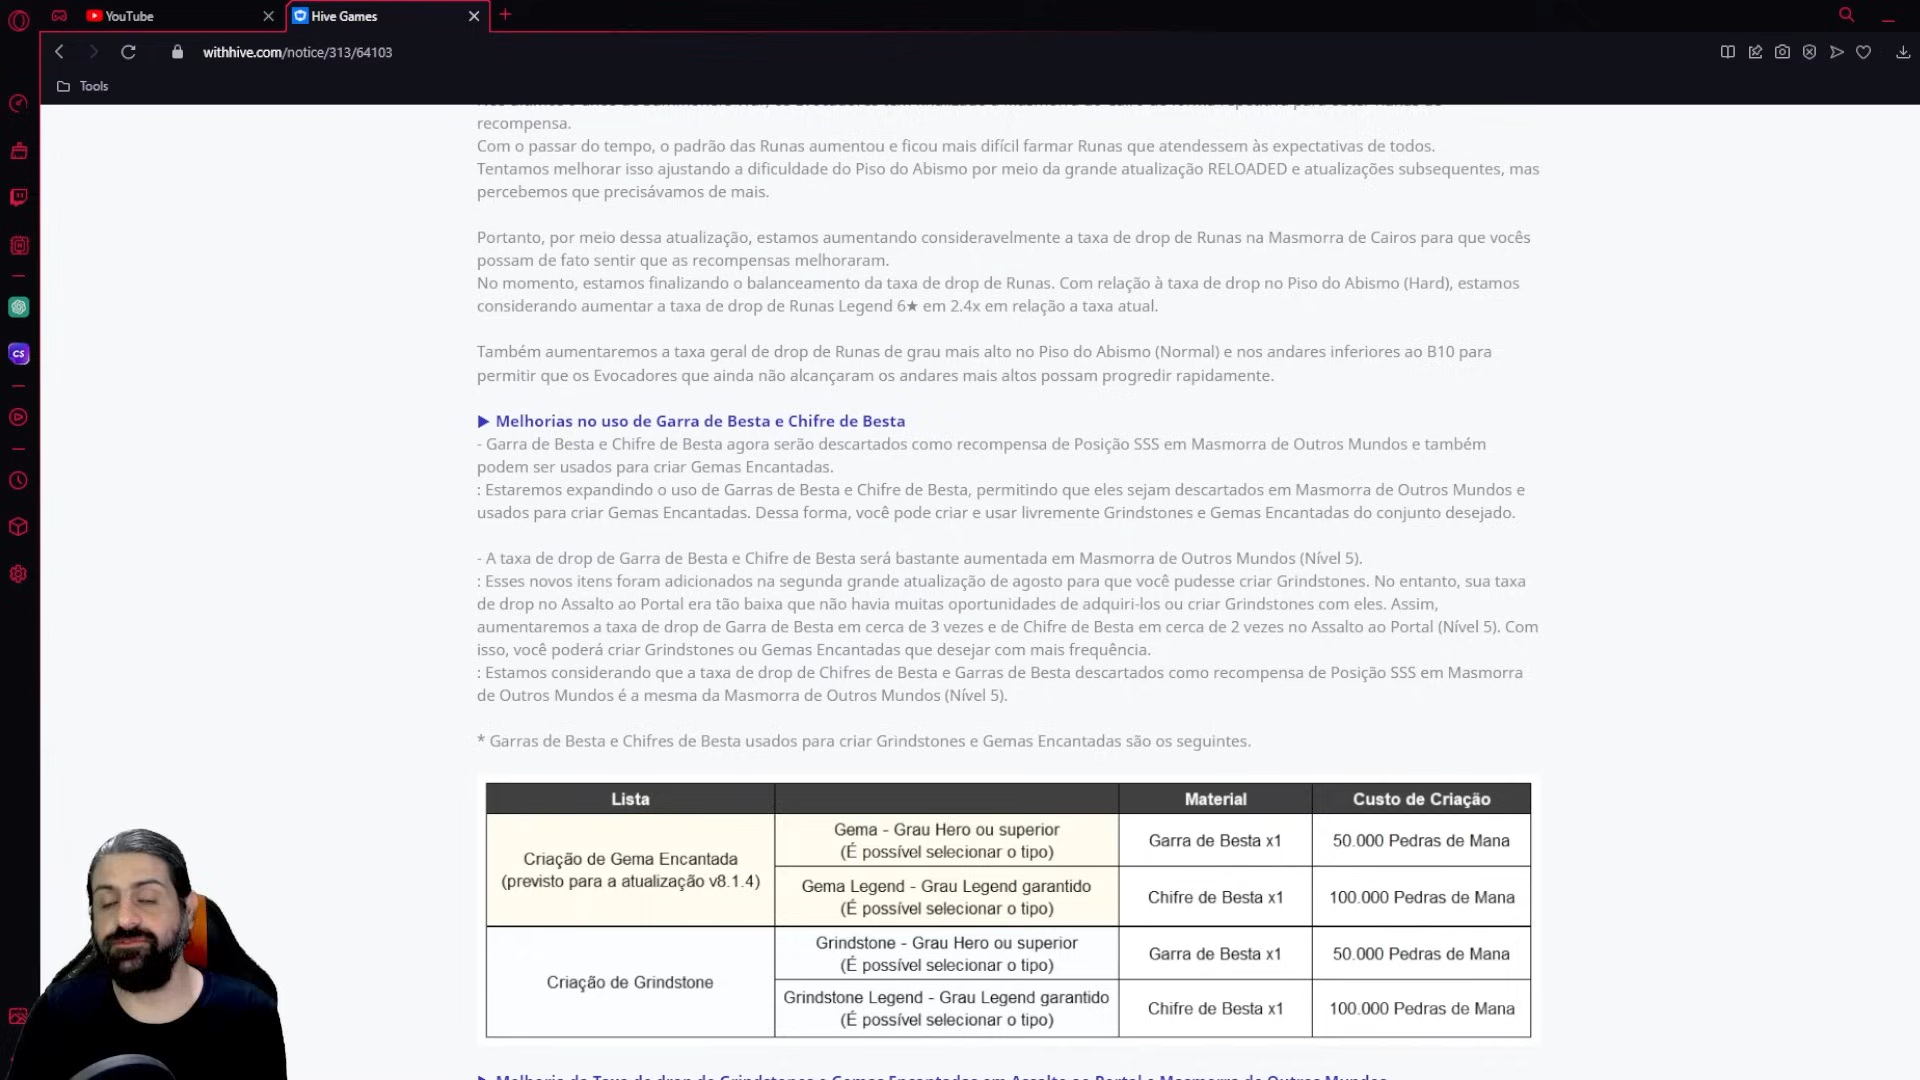 YouTube
Hive Games
withhive.com/notice/313/64103
Tools
recompensa.
Com o passar do tempo, o padrão das Runas aumentou e ficou mais difícil farmar Runas que atendessem às expectativas de todos.
Tentamos melhorar isso ajustando a dificuldade do Piso do Abismo por meio da grande atualização RELOADED e atualizações subsequentes, mas
percebemos que precisávamos de mais.
Portanto, por meio dessa atualização, estamos aumentando consideravelmente a taxa de drop de Runas na Masmorra de Cairos para que vocês
possam de fato sentir que as recompensas melhoraram.
No momento, estamos finalizando o balanceamento da taxa de drop de Runas. Com relação à taxa de drop no Piso do Abismo (Hard), estamos
considerando aumentar a taxa de drop de Runas Legend 6★ em 2.4x em relação a taxa atual.
Também aumentaremos a taxa geral de drop de Runas de grau mais alto no Piso do Abismo (Normal) e nos andares inferiores ao B10 para
permitir que os Evocadores que ainda não alcançaram os andares mais altos possam progredir rapidamente.
▶ Melhorias no uso de Garra de Besta e Chifre de Besta
- Garra de Besta e Chifre de Besta agora serão descartados como recompensa de Posição SSS em Masmorra de Outros Mundos e também
podem ser usados para criar Gemas Encantadas.
: Estaremos expandindo o uso de Garras de Besta e Chifre de Besta, permitindo que eles sejam descartados em Masmorra de Outros Mundos e
usados para criar Gemas Encantadas. Dessa forma, você pode criar e usar livremente Grindstones e Gemas Encantadas do conjunto desejado.
- A taxa de drop de Garra de Besta e Chifre de Besta será bastante aumentada em Masmorra de Outros Mundos (Nível 5).
: Esses novos itens foram adicionados na segunda grande atualização de agosto para que você pudesse criar Grindstones. No entanto, sua taxa
de drop no Assalto ao Portal era tão baixa que não havia muitas oportunidades de adquiri-los ou criar Grindstones com eles. Assim,
aumentaremos a taxa de drop de Garra de Besta em cerca de 3 vezes e de Chifre de Besta em cerca de 2 vezes no Assalto ao Portal (Nível 5). Com
isso, você poderá criar Grindstones ou Gemas Encantadas que desejar com mais frequência.
: Estamos considerando que a taxa de drop de Chifres de Besta e Garras de Besta descartados como recompensa de Posição SSS em Masmorra
de Outros Mundos é a mesma da Masmorra de Outros Mundos (Nível 5).
* Garras de Besta e Chifres de Besta usados para criar Grindstones e Gemas Encantadas são os seguintes.
Lista Material Custo de Criação
Criação de Gema Encantada
(previsto para a atualização v8.1.4)
Gema - Grau Hero ou superior
(É possível selecionar o tipo)
Garra de Besta x1
50.000 Pedras de Mana
Gema Legend - Grau Legend garantido
(É possível selecionar o tipo)
Chifre de Besta x1
100.000 Pedras de Mana
Criação de Grindstone
Grindstone - Grau Hero ou superior
(É possível selecionar o tipo)
Garra de Besta x1
50.000 Pedras de Mana
Grindstone Legend - Grau Legend garantido
(É possível selecionar o tipo)
Chifre de Besta x1
100.000 Pedras de Mana
CS